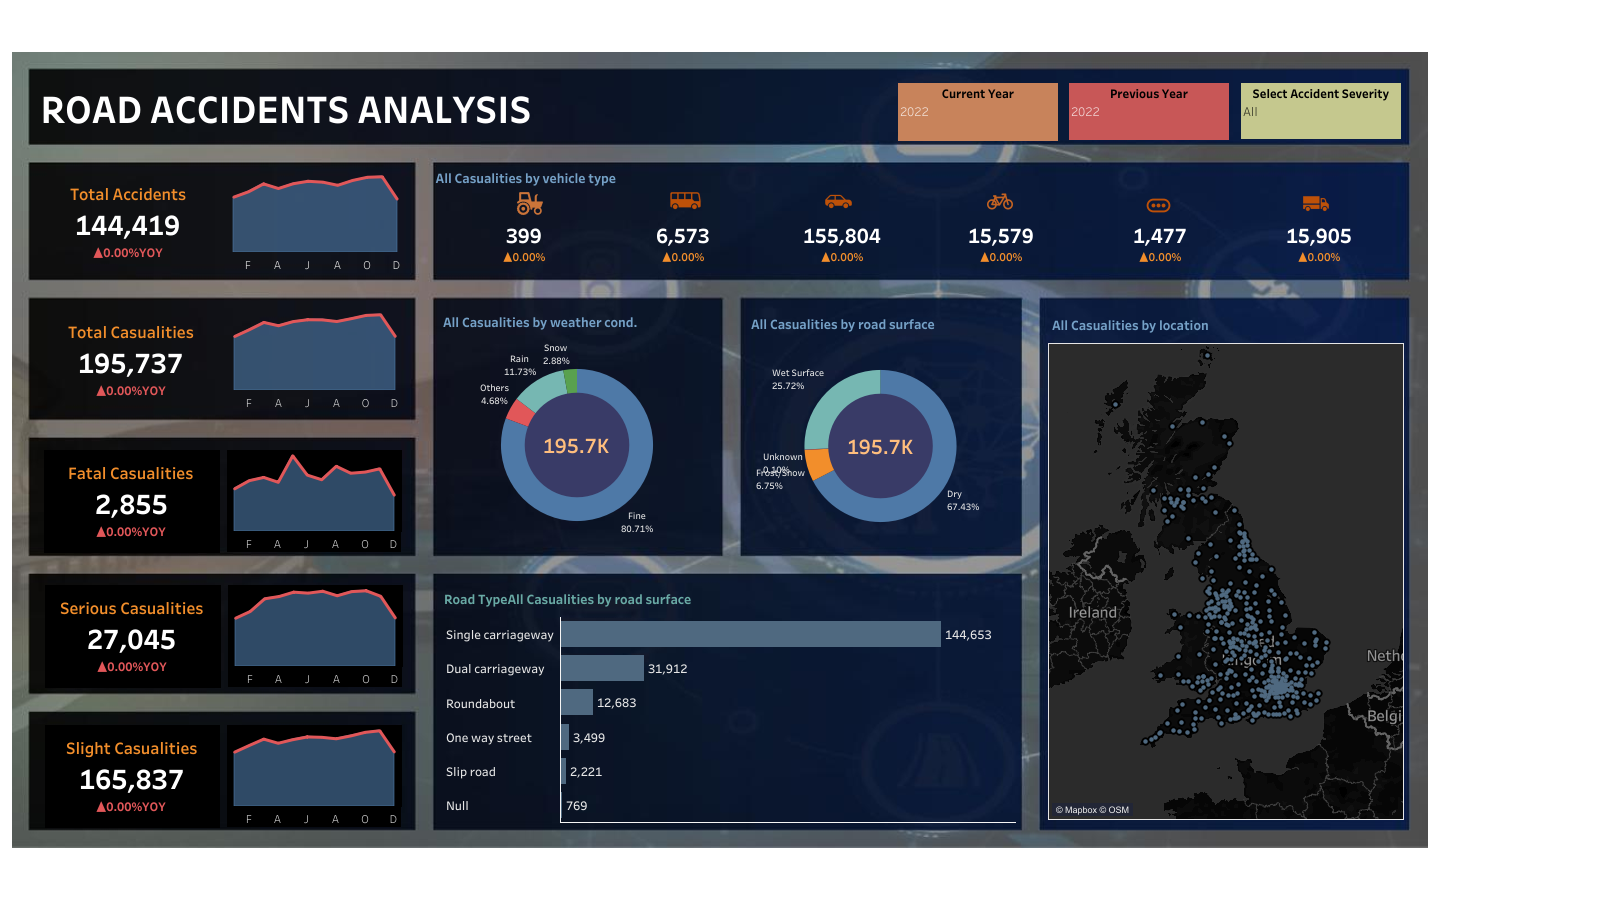 ROAD ACCIDENTS ANALYSIS
Current Year
2022
Previous Year
2022
Select Accident Severity
All
Total Accidents
144,419
▲0.00%YOY
F A J A O D
All Casualities by vehicle type
399
▲0.00%
6,573
▲0.00%
155,804
▲0.00%
15,579
▲0.00%
1,477
▲0.00%
15,905
▲0.00%
Total Casualities
195,737
▲0.00%YOY
F A J A O D
Fatal Casualities
2,855
▲0.00%YOY
F A J A O D
Serious Casualities
27,045
▲0.00%YOY
F A J A O D
Slight Casualities
165,837
▲0.00%YOY
F A J A O D
All Casualities by weather cond.
Snow
2.88%
Rain
11.73%
Others
4.68%
195.7K
Fine
80.71%
All Casualities by road surface
Wet Surface
25.72%
195.7K
Unknown
0.10%
Frost/Snow
6.75%
Dry
67.43%
Road TypeAll Casualities by road surface
Single carriageway 144,653
Dual carriageway 31,912
Roundabout 12,683
One way street 3,499
Slip road 2,221
Null 769
All Casualities by location
Ireland
Neth
Belgi
© Mapbox © OSM